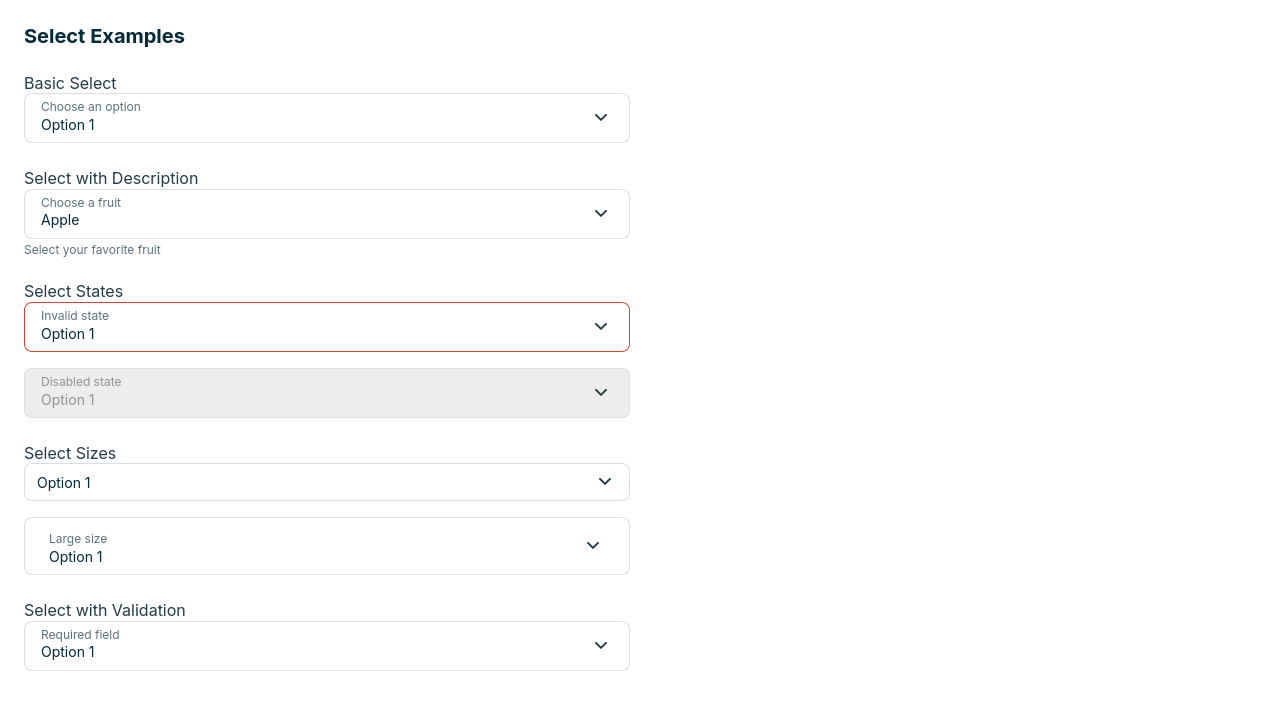 Select Examples
Basic Select
Choose an option
Option 1
Select with Description
Choose a fruit
Apple
Select your favorite fruit
Select States
Invalid state
Option 1
Disabled state
Option 1
Select Sizes
Option 1
Large size
Option 1
Select with Validation
Required field
Option 1